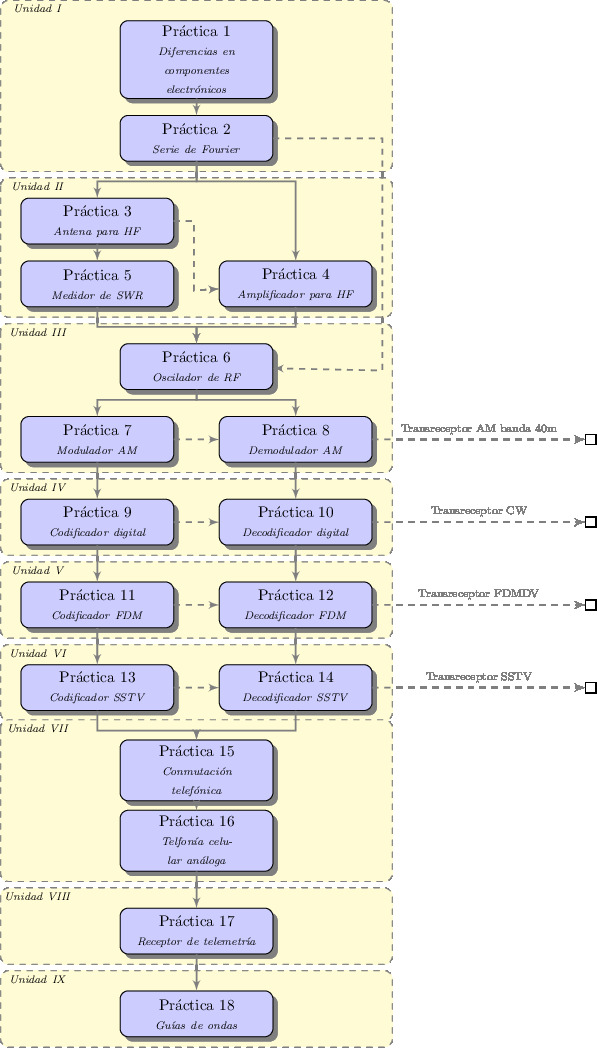 Unidad I
Práctica 1
Diferencias en
componentes
electrónicos
Práctica 2
Serie de Fourier
Unidad II
Práctica 3
Antena para HF
Práctica 5
Medidor de SWR
Práctica 4
Amplificador para HF
Unidad III
Práctica 6
Oscilador de RF
Práctica 7
Modulador AM
Práctica 8
Demodulador AM
Transreceptor AM banda 40m
Unidad IV
Práctica 9
Codificador digital
Práctica 10
Decodificador digital
Transreceptor CW
Unidad V
Práctica 11
Codificador FDM
Práctica 12
Decodificador FDM
Transreceptor FDMDV
Unidad VI
Práctica 13
Codificador SSTV
Práctica 14
Decodificador SSTV
Transreceptor SSTV
Unidad VII
Práctica 15
Conmutación
telefónica
Práctica 16
Telfonía celu-
lar análoga
Unidad VIII
Práctica 17
Receptor de telemetría
Unidad IX
Práctica 18
Guías de ondas